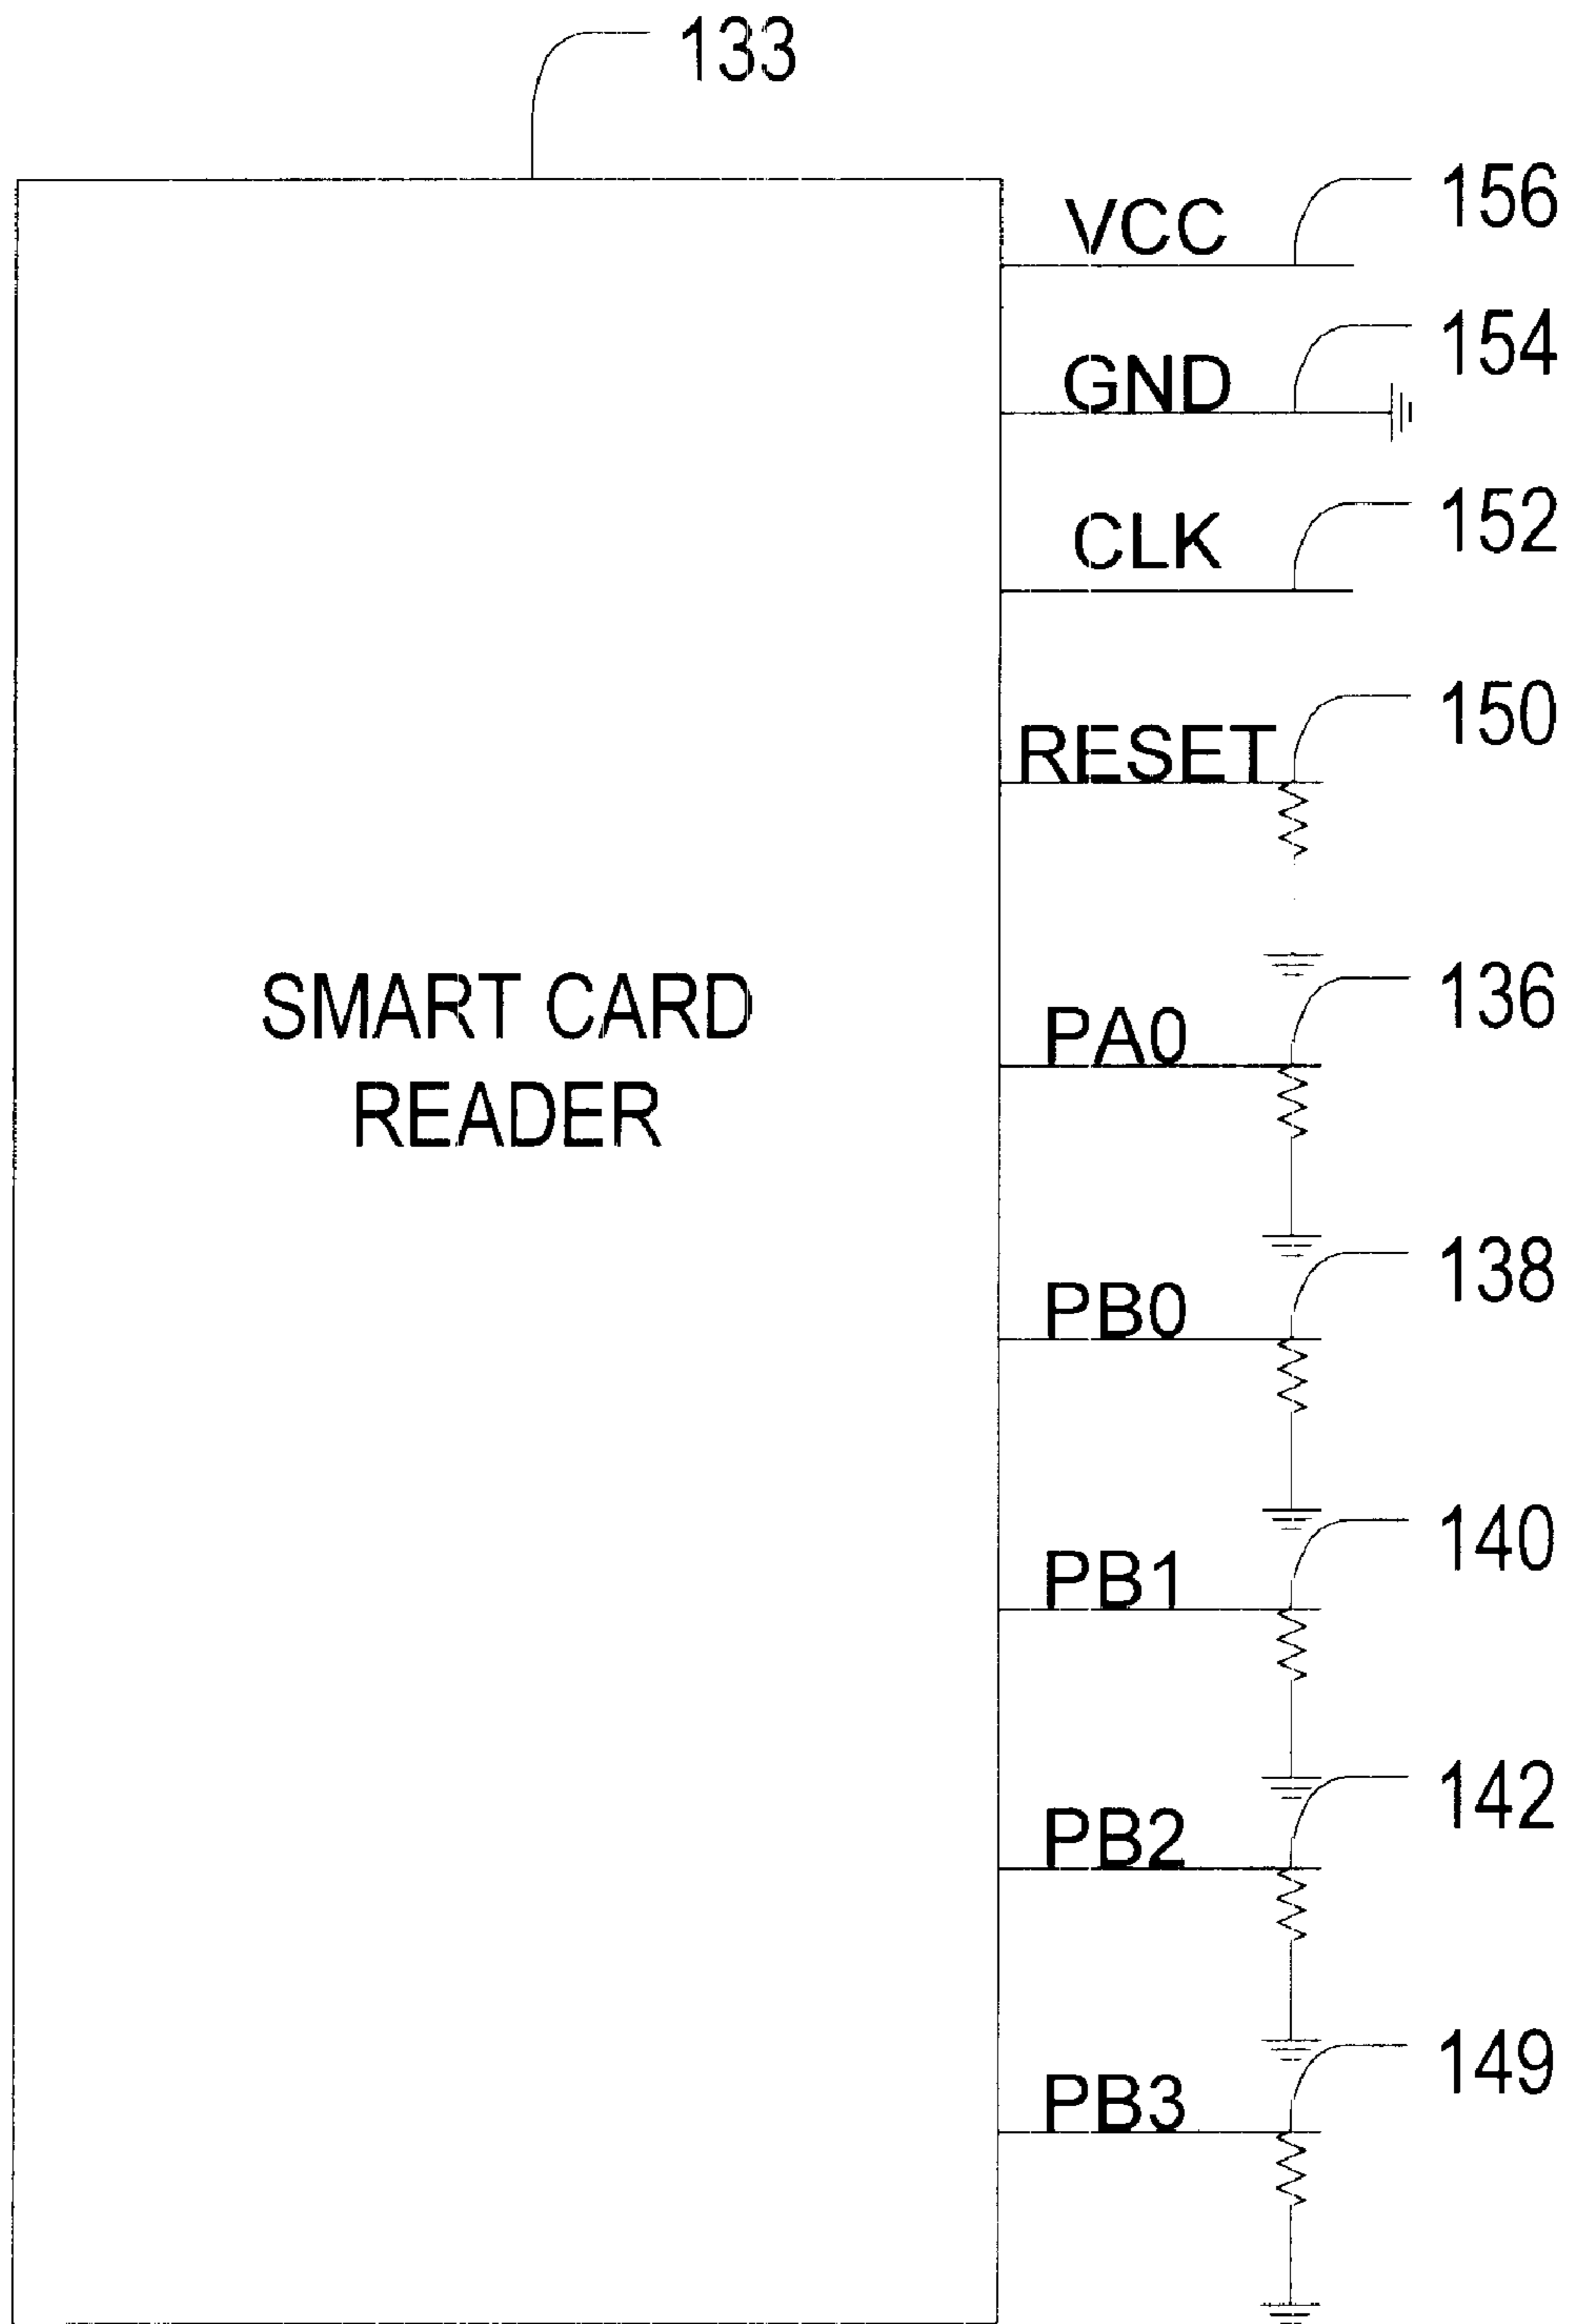 133
VCC 156
GND 154
CLK 152
RESET 150
SMART CARD
READER
PA0 136
PB0 138
PB1 140
PB2 142
PB3 149